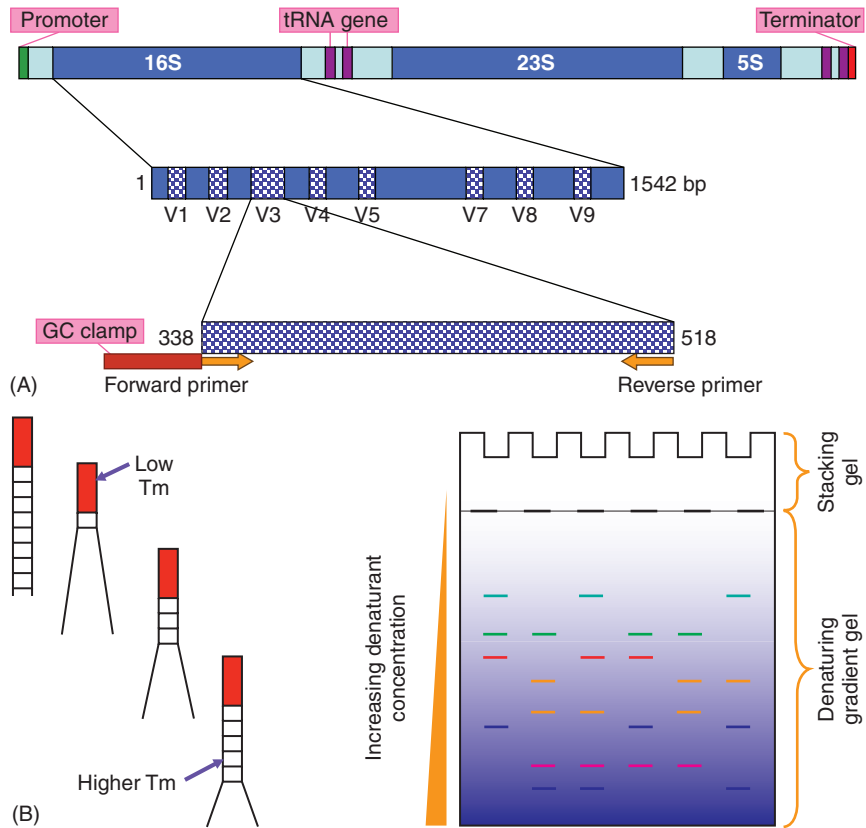 Promoter
tRNA gene
Terminator
16S
23S
5S
1
1542 bp
V1
V2
V3
V4
V5
V7
V8
V9
GC clamp
338
518
Forward primer
Reverse primer
(A)
Low
Tm
Higher Tm
(B)
Increasing denaturant
concentration
Stacking
gel
Denaturing
gradient gel